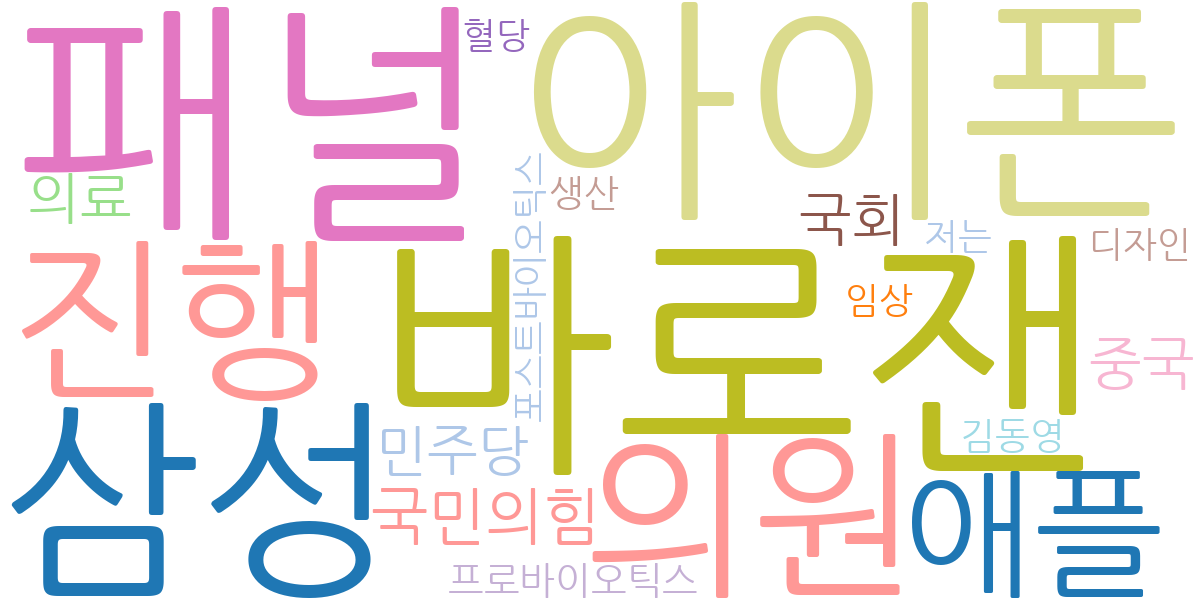 패널
혈당
아이폰
의료
포스트바이오틱스
생산
국회
저는
디자인
진행
바로잰
임상
중국
삼성
민주당
국민의힘
의원
김동영
애플
프로바이오틱스